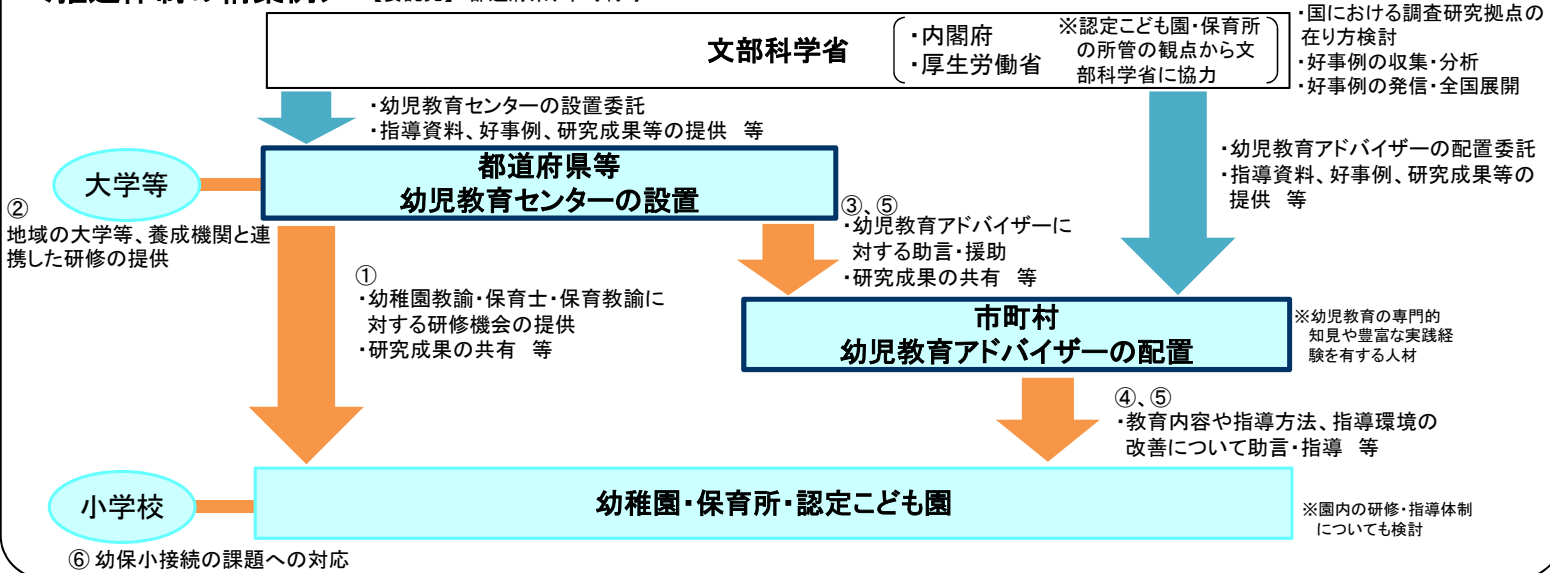 ・国における調査研究拠点の
在り方検討
・好事例の収集・分析
・好事例の発信・全国展開
文部科学省
・内閣府
・厚生労働省
※認定こども園・保育所
の所管の観点から文
部科学省に協力
・幼児教育センターの設置委託
・指導資料、好事例、研究成果等の提供 等
・幼児教育アドバイザーの配置委託
・指導資料、好事例、研究成果等の
提供 等
大学等
都道府県等
幼児教育センターの設置
②
地域の大学等、養成機関と連
携した研修の提供
③、⑤
・幼児教育アドバイザーに
対する助言・援助
・研究成果の共有 等
①
・幼稚園教諭・保育士・保育教諭に
対する研修機会の提供
・研究成果の共有 等
市町村
幼児教育アドバイザーの配置
※幼児教育の専門的
知見や豊富な実践経
験を有する人材
④、⑤
・教育内容や指導方法、指導環境の
改善について助言・指導 等
小学校
幼稚園・保育所・認定こども園
※園内の研修・指導体制
についても検討
⑥ 幼保小接続の課題への対応